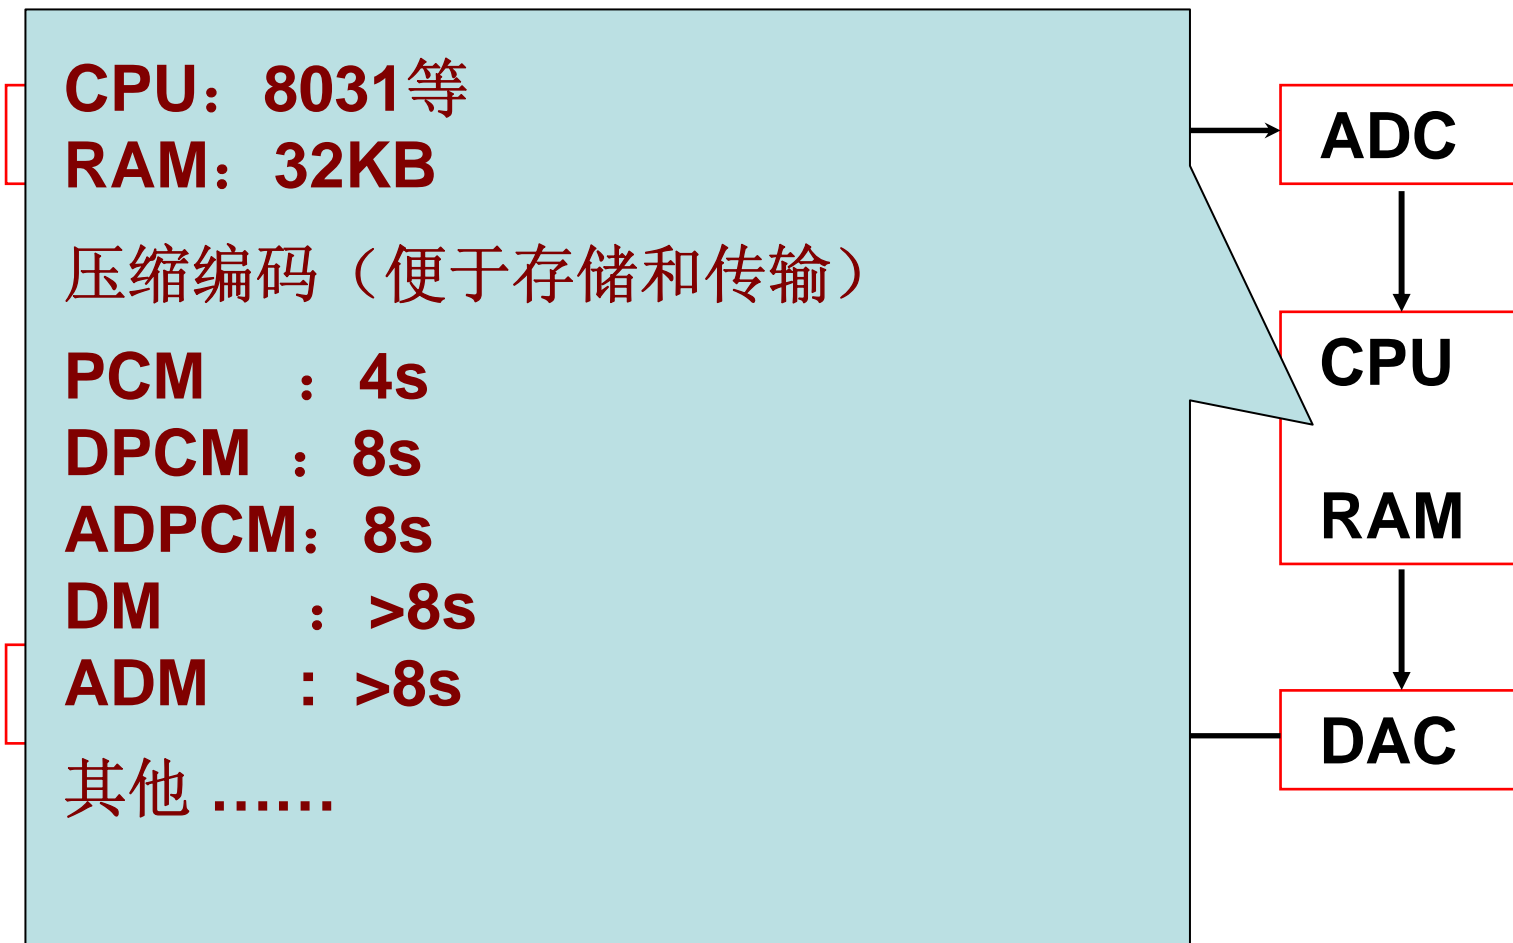 CPU：8031等
RAM：32KB
压缩编码（便于存储和传输）
PCM ：4s
DPCM ：8s
ADPCM：8s
DM ：>8s
ADM : >8s
其他 ……
ADC
CPU
RAM
DAC